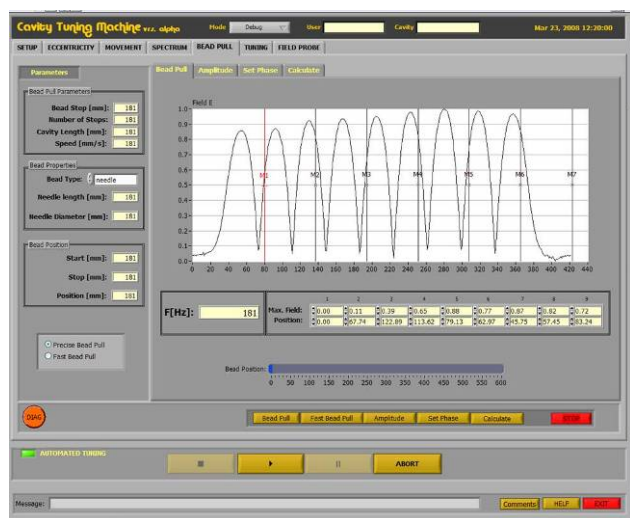 Cavity Tuning Machine v.r.s. alpha Mode Debug User Cavity Mar 23, 2008 12:20:00
SETUP ECCENTRICITY MOVEMENT SPECTRUM BEAD PULL TUNING FIELD PROBE
Parameters
Bead Pull Parameters
Bead Step [mm]: 181
Number of Steps: 181
Cavity Length [mm]: 181
Speed [mm/s]: 181
Bead Properties
Bead Type: needle
Needle length [mm]: 181
Needle Diameter [mm]: 181
Bead Position
Start [mm]: 181
Stop [mm]: 181
Position [mm]: 181
Precise Bead Pull
Fast Bead Pull
Bead Pull Amplitude Set Phase Calculate
Field II
1.0
0.9
0.8
0.7
0.6
0.5
0.4
0.3
0.2
0.1
0.0
M1 M2 M3 M4 M5 M6 M7
0 20 40 60 80 100 120 140 160 180 200 220 240 260 280 300 320 340 360 380 400 420 440
F[Hz]: 181
1 2 3 4 5 6 7 8 9
Max. Field: 0.00 0.11 0.39 0.65 0.88 0.77 0.87 0.82 0.72
Position: 0.00 67.74 122.89 113.62 79.13 62.87 45.75 57.45 83.24
Bead Position:
0 50 100 150 200 250 300 350 400 450 500 550 600
DIAG
Bead Pull Fast Bead Pull Amplitude Set Phase Calculate STOP
AUTOMATED TUNING
ABORT
Message: Comments HELP EXIT